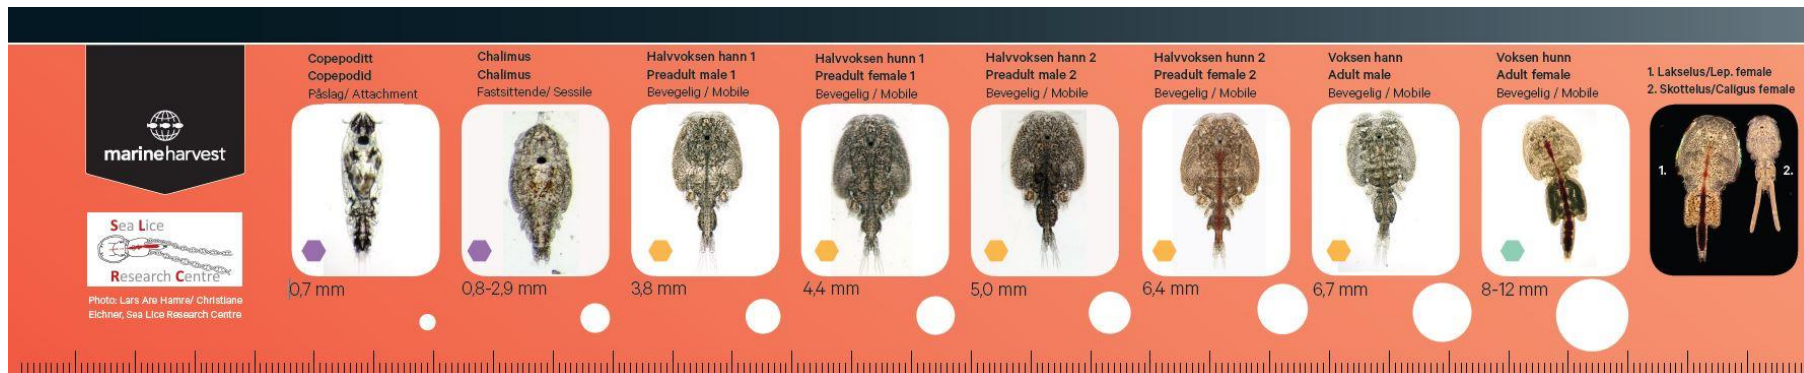 marineharvest
Sea Lice
Research Centre
Photo: Lars Are Hamre/ Christiane
Eichner, Sea Lice Research Centre
Copepoditt
Copepodid
Påslag/ Attachment
0,7 mm
Chalimus
Chalimus
Fastsittende/ Sessile
0,8-2,9 mm
Halvvoksen hann 1
Preadult male 1
Bevegelig / Mobile
3,8 mm
Halvvoksen hunn 1
Preadult female 1
Bevegelig / Mobile
4,4 mm
Halvvoksen hann 2
Preadult male 2
Bevegelig / Mobile
5,0 mm
Halvvoksen hunn 2
Preadult female 2
Bevegelig / Mobile
6,4 mm
Voksen hann
Adult male
Bevegelig / Mobile
6,7 mm
Voksen hunn
Adult female
Bevegelig / Mobile
8-12 mm
1. Lakselus/Lep. female
2. Skottelus/Caligus female
1.
2.